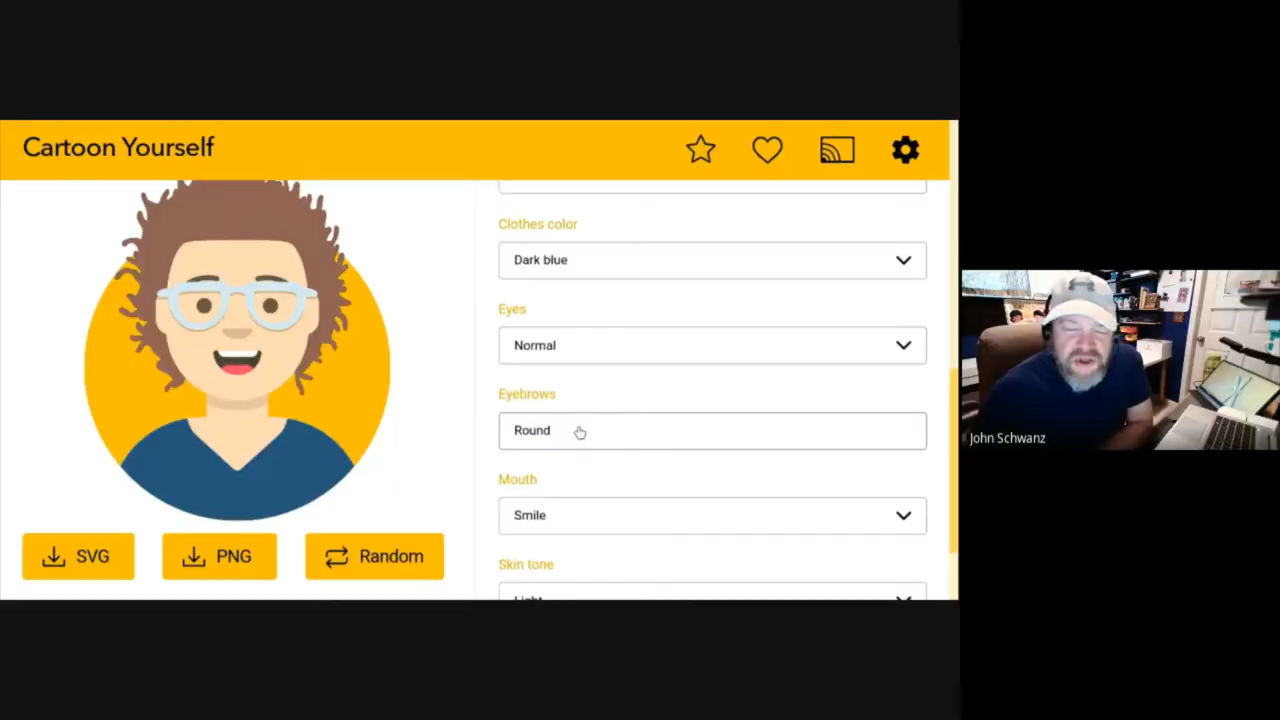 Cartoon Yourself
Clothes color
Dark blue
Eyes
Normal
Eyebrows
Round
Mouth
Smile
Skin tone
Light
SVG
PNG
Random
John Schwanz